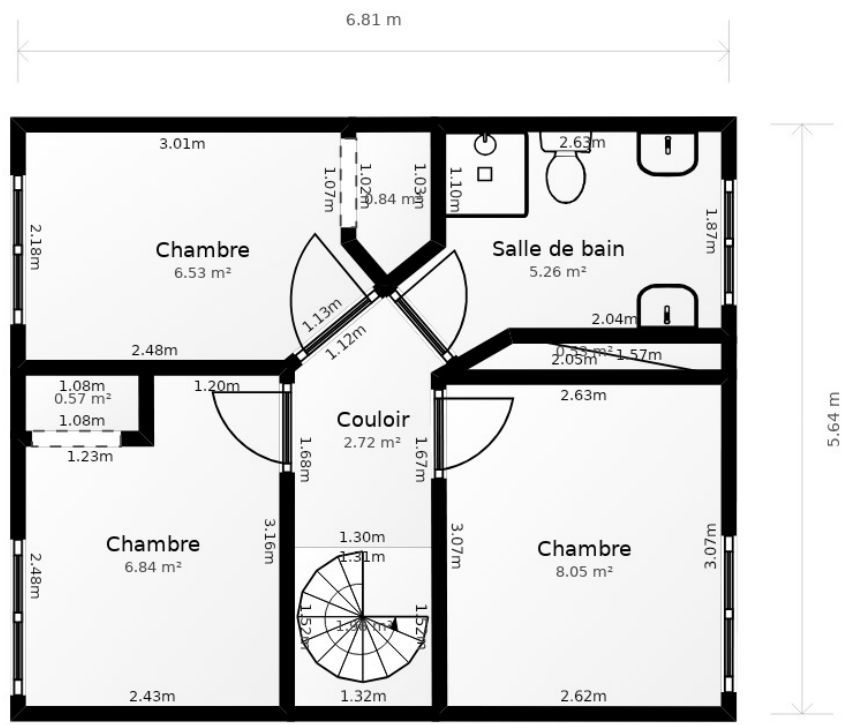 6.81 m
3.01m
2.63m
1.07m
1.02m
1.03m
1.10m
0.84 m²
2.18m
Chambre
6.53 m²
Salle de bain
5.26 m²
1.87m
1.13m
1.12m
2.04m
2.48m
2.05m
1.57m
1.08m
0.57 m²
1.08m
1.23m
1.20m
2.63m
Couloir
2.72 m²
5.64 m
1.68m
1.67m
Chambre
6.84 m²
2.48m
3.16m
1.30m
1.31m
3.07m
Chambre
8.05 m²
3.07m
1.52m
1.52m
2.43m
1.32m
2.62m